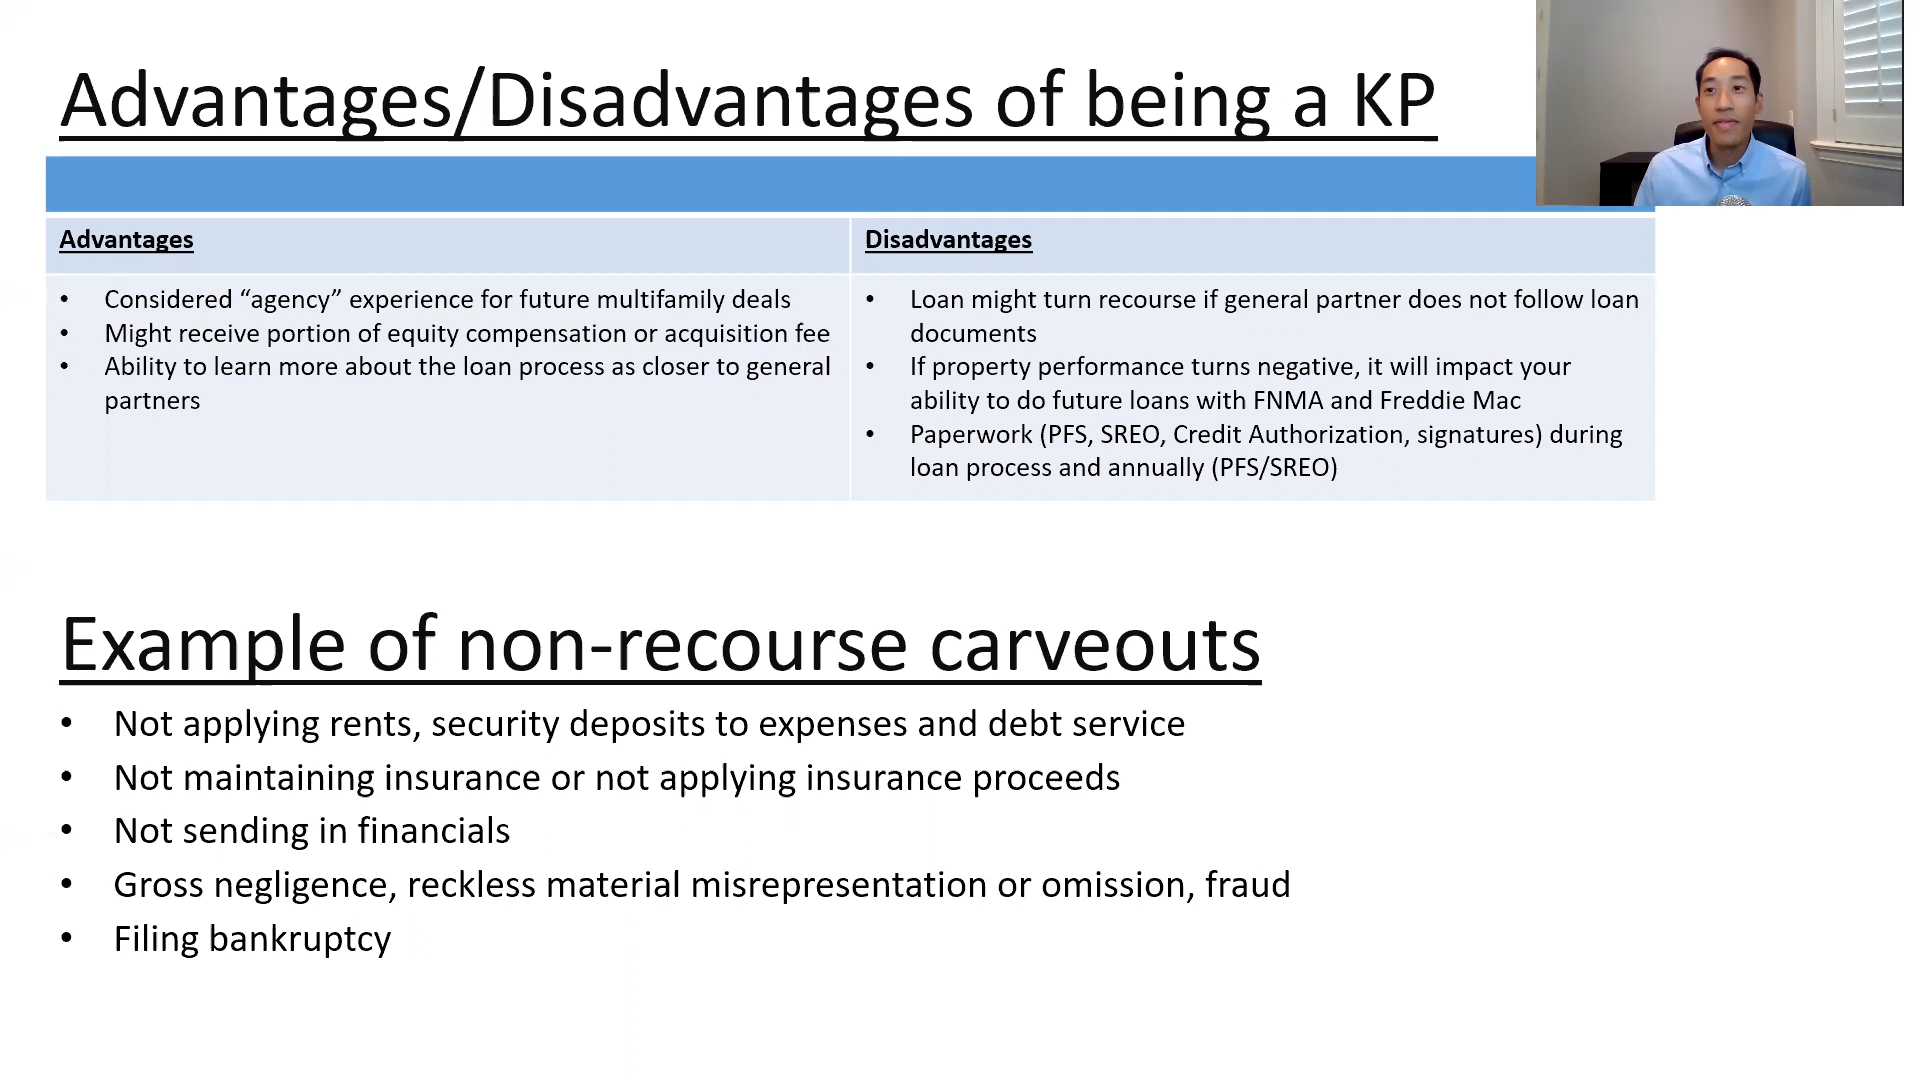 Advantages/Disadvantages of being a KP
Advantages
• Considered “agency” experience for future multifamily deals
• Might receive portion of equity compensation or acquisition fee
• Ability to learn more about the loan process as closer to general
partners
Disadvantages
• Loan might turn recourse if general partner does not follow loan
documents
• If property performance turns negative, it will impact your
ability to do future loans with FNMA and Freddie Mac
• Paperwork (PFS, SREO, Credit Authorization, signatures) during
loan process and annually (PFS/SREO)
Example of non-recourse carveouts
• Not applying rents, security deposits to expenses and debt service
• Not maintaining insurance or not applying insurance proceeds
• Not sending in financials
• Gross negligence, reckless material misrepresentation or omission, fraud
• Filing bankruptcy